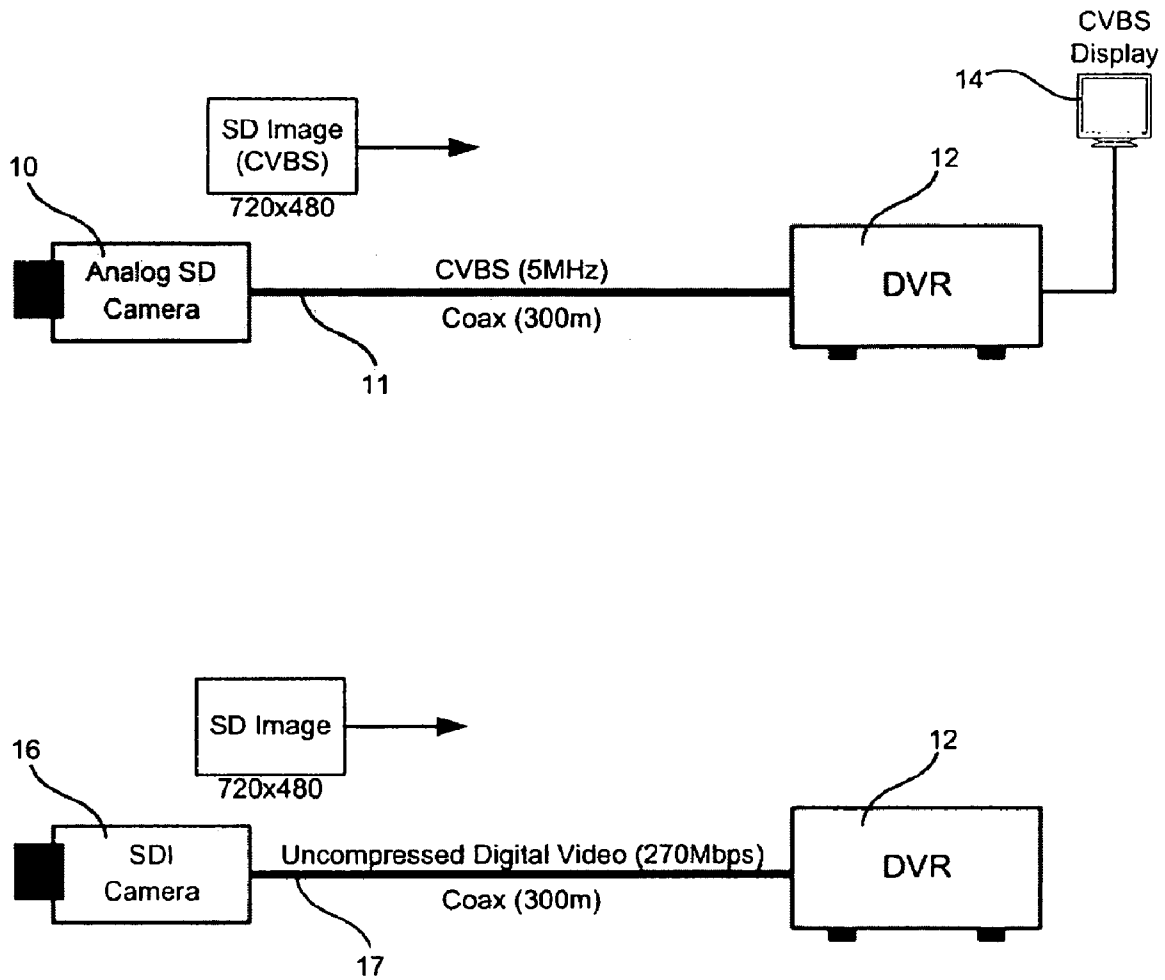 CVBS
Display
14
SD Image
(CVBS)
720x480
10
12
Analog SD
Camera
CVBS (5MHz)
Coax (300m)
DVR
11
SD Image
720x480
16
12
SDI
Camera
Uncompressed Digital Video (270Mbps)
Coax (300m)
DVR
17